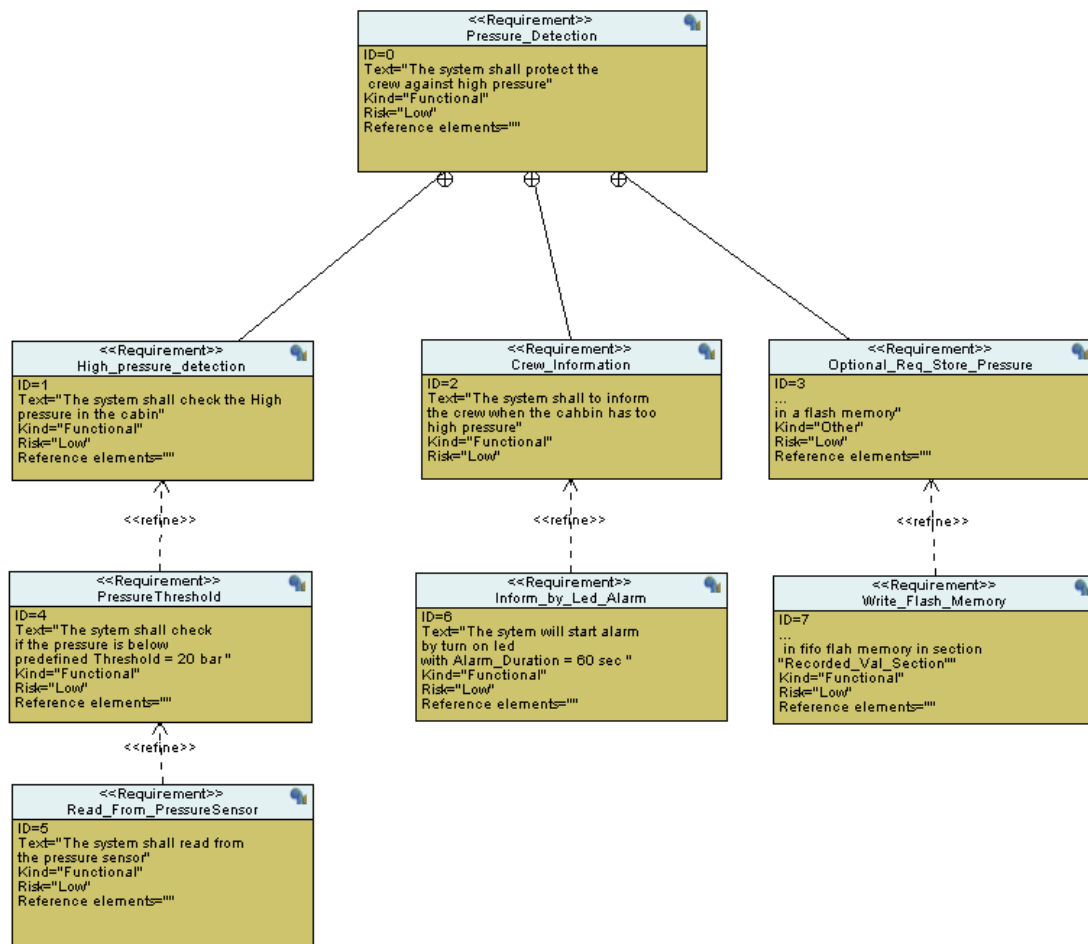 <<Requirement>>
Pressure_Detection
ID=0
Text="The system shall protect the
crew against high pressure"
Kind="Functional"
Risk="Low"
Reference elements=""
<<Requirement>>
High_pressure_detection
ID=1
Text="The system shall check the High
pressure in the cabin"
Kind="Functional"
Risk="Low"
Reference elements=""
<<Requirement>>
Crew_Information
ID=2
Text="The system shall to inform
the crew when the cahbin has too
high pressure"
Kind="Functional"
Risk="Low"
<<Requirement>>
Optional_Req_Store_Pressure
ID=3
...
in a flash memory"
Kind="Other"
Risk="Low"
Reference elements=""
<<refine>>
<<refine>>
<<refine>>
<<Requirement>>
PressureThreshold
ID=4
Text="The sytem shall check
if the pressure is below
predefined Threshold = 20 bar "
Kind="Functional"
Risk="Low"
Reference elements=""
<<Requirement>>
Inform_by_Led_Alarm
ID=6
Text="The sytem will start alarm
by turn on led
with Alarm_Duration = 60 sec "
Kind="Functional"
Risk="Low"
Reference elements=""
<<Requirement>>
Write_Flash_Memory
ID=7
...
in fifo flah memory in section
"Recorded_Val_Section""
Kind="Functional"
Risk="Low"
Reference elements=""
<<refine>>
<<Requirement>>
Read_From_PressureSensor
ID=5
Text="The system shall read from
the pressure sensor"
Kind="Functional"
Risk="Low"
Reference elements=""